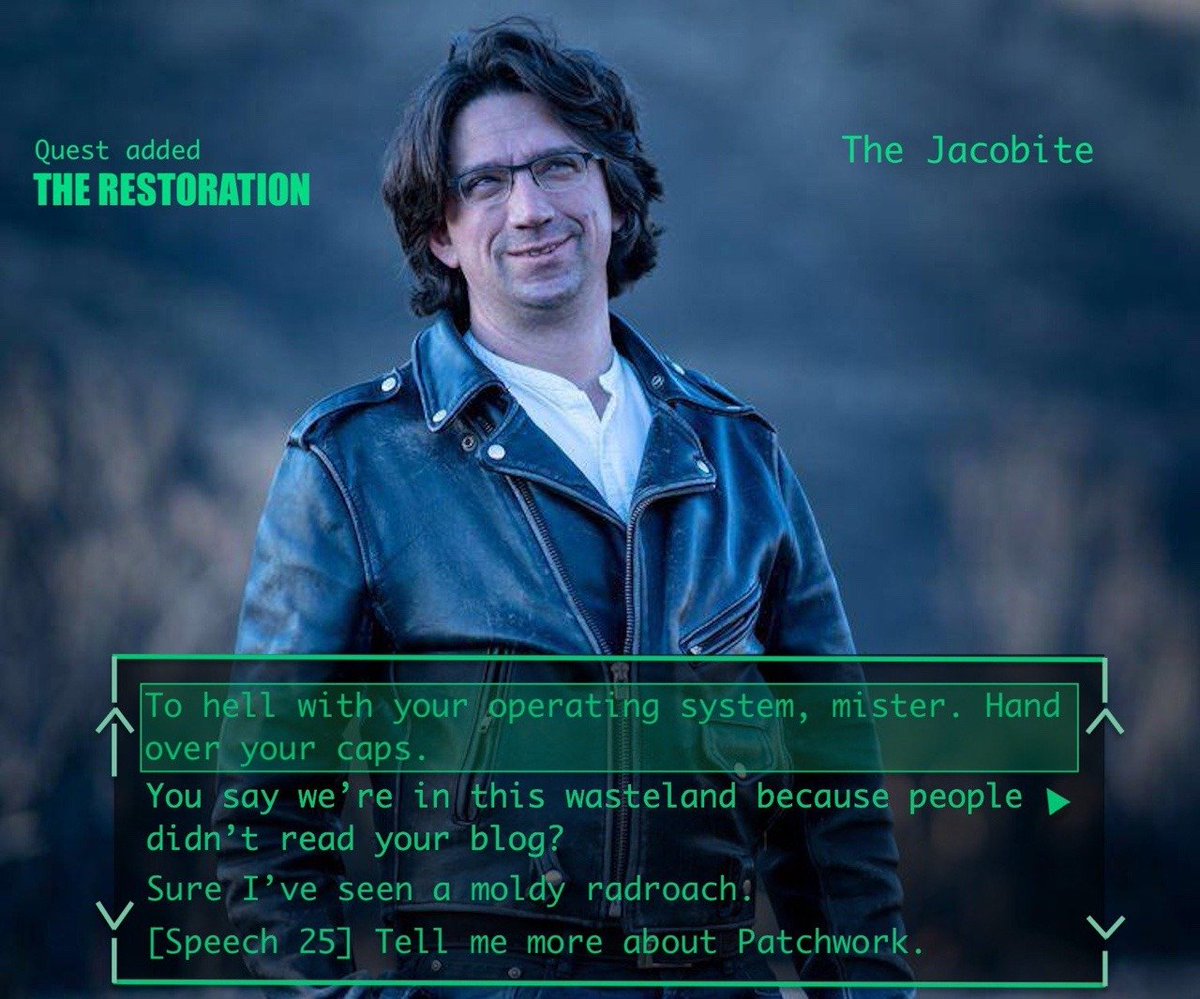 Quest added
THE RESTORATION
The Jacobite
To hell with your operating system, mister. Hand
over your caps.
You say we’re in this wasteland because people
didn’t read your blog?
Sure I’ve seen a moldy radroach.
[Speech 25] Tell me more about Patchwork.